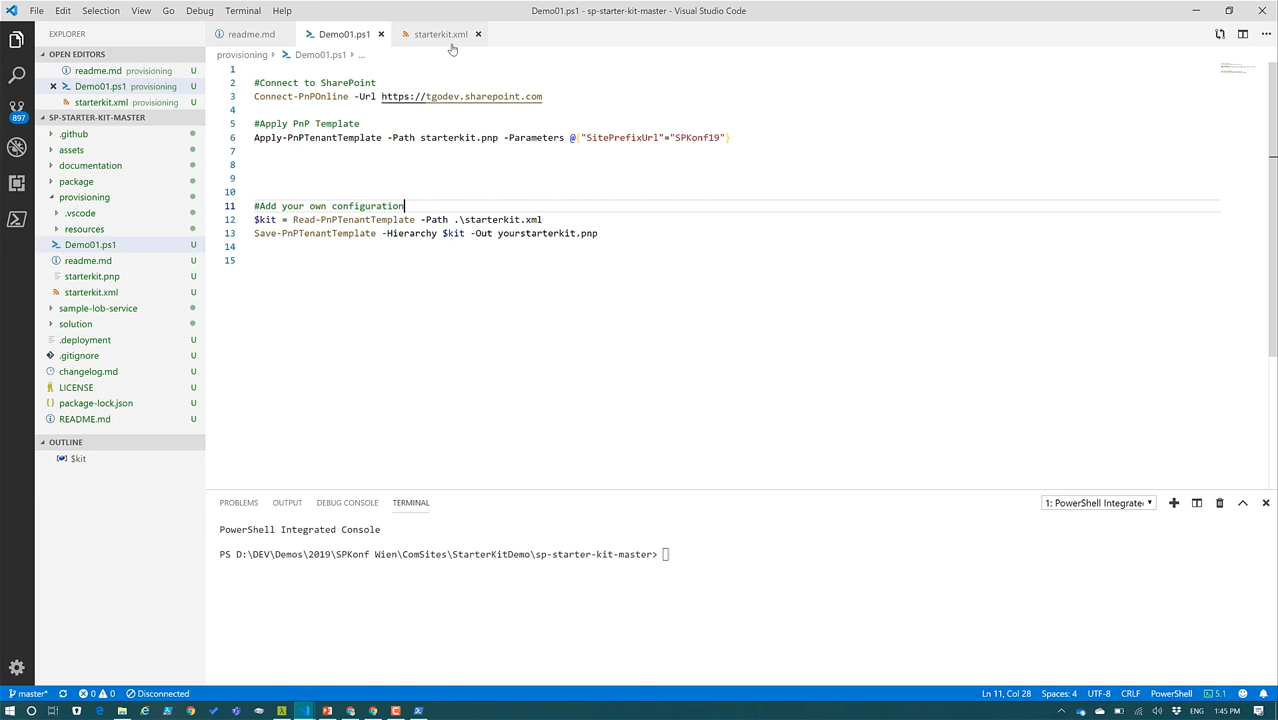 File Edit Selection View Go Debug Terminal Help
Demo01.ps1 - sp-starter-kit-master - Visual Studio Code
EXPLORER
OPEN EDITORS
readme.md provisioning U
Demo01.ps1 provisioning U
starterkit.xml provisioning U
SP-STARTER-KIT-MASTER
897
.github
assets
documentation
package
provisioning
.vscode
resources
Demo01.ps1 U
readme.md U
starterkit.pnp U
starterkit.xml U
sample-lob-service
solution
.deployment U
.gitignore U
changelog.md U
LICENSE U
package-lock.json U
README.md U
OUTLINE
$kit
readme.md
Demo01.ps1
starterkit.xml
provisioning Demo01.ps1 ...
1
2 #Connect to SharePoint
3 Connect-PnPOnline -Url https://tgodev.sharepoint.com
4
5 #Apply PnP Template
6 Apply-PnPTenantTemplate -Path starterkit.pnp -Parameters @{"SitePrefixUrl"="SPKonf19"}
7
8
9
10
11 #Add your own configuration
12 $kit = Read-PnPTenantTemplate -Path .\starterkit.xml
13 Save-PnPTenantTemplate -Hierarchy $kit -Out yourstarterkit.pnp
14
15
PROBLEMS OUTPUT DEBUG CONSOLE TERMINAL
1: PowerShell Integrate
PowerShell Integrated Console
PS D:\DEV\Demos\2019\SPKonf Wien\ComSites\StarterKitDemo\sp-starter-kit-master>
master* 0 0 Disconnected
Ln 11, Col 28 Spaces: 4 UTF-8 CRLF PowerShell 5.1
ENG 1:45 PM